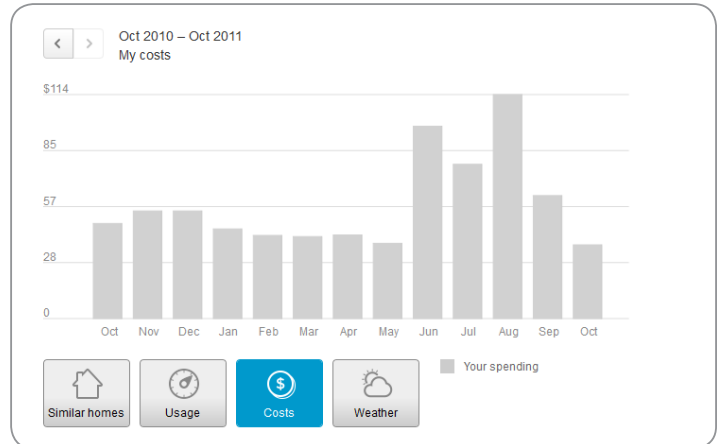 Oct 2010 – Oct 2011
My costs
$114
85
57
28
0
Oct Nov Dec Jan Feb Mar Apr May Jun Jul Aug Sep Oct
Your spending
$
Similar homes Usage Costs Weather